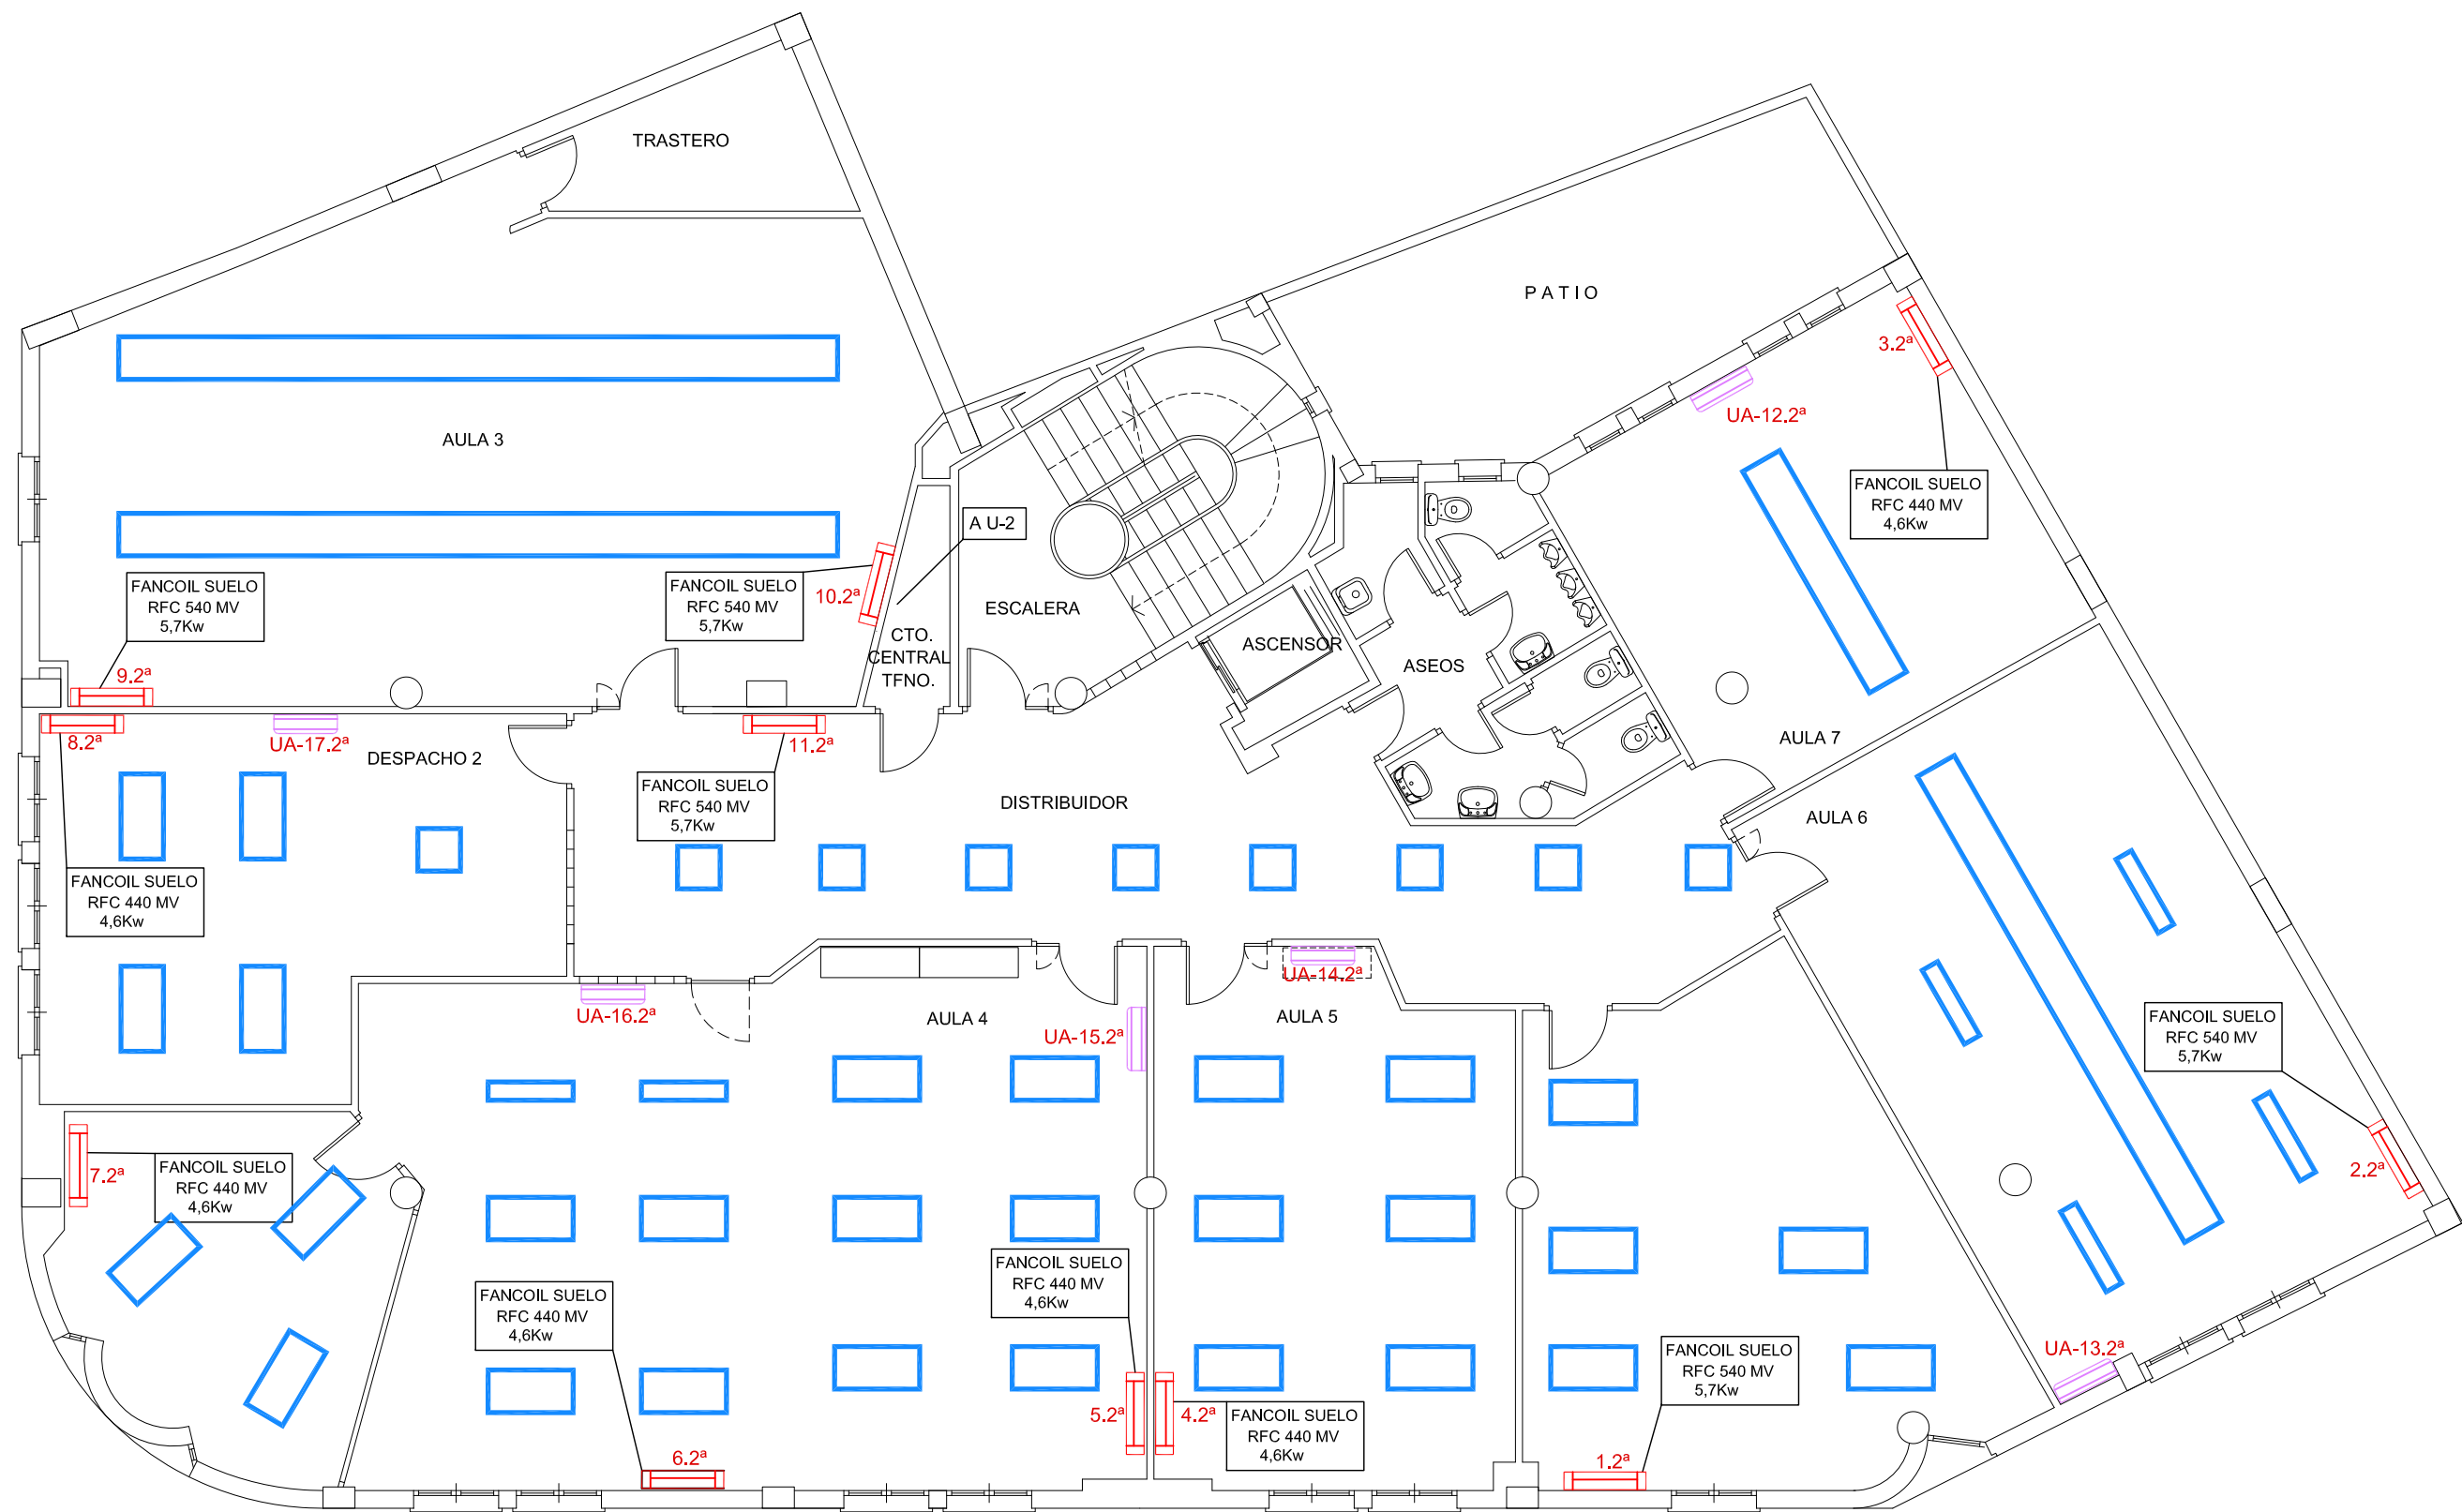 TRASTERO
P A T I O
3.2ª
UA-12.2ª
AULA 3
FANCOIL SUELO
RFC 440 MV
4,6Kw
A U-2
FANCOIL SUELO
RFC 540 MV
5,7Kw
FANCOIL SUELO
RFC 540 MV
5,7Kw
10.2ª
ESCALERA
CTO.
CENTRAL
TFNO.
ASCENSOR
ASEOS
9.2ª
8.2ª
UA-17.2ª
DESPACHO 2
11.2ª
AULA 7
FANCOIL SUELO
RFC 540 MV
5,7Kw
DISTRIBUIDOR
AULA 6
FANCOIL SUELO
RFC 440 MV
4,6Kw
UA-14.2ª
UA-16.2ª
AULA 4
UA-15.2ª
AULA 5
FANCOIL SUELO
RFC 540 MV
5,7Kw
7.2ª
FANCOIL SUELO
RFC 440 MV
4,6Kw
2.2ª
FANCOIL SUELO
RFC 440 MV
4,6Kw
FANCOIL SUELO
RFC 440 MV
4,6Kw
UA-13.2ª
FANCOIL SUELO
RFC 540 MV
5,7Kw
5.2ª
4.2ª
FANCOIL SUELO
RFC 440 MV
4,6Kw
6.2ª
1.2ª